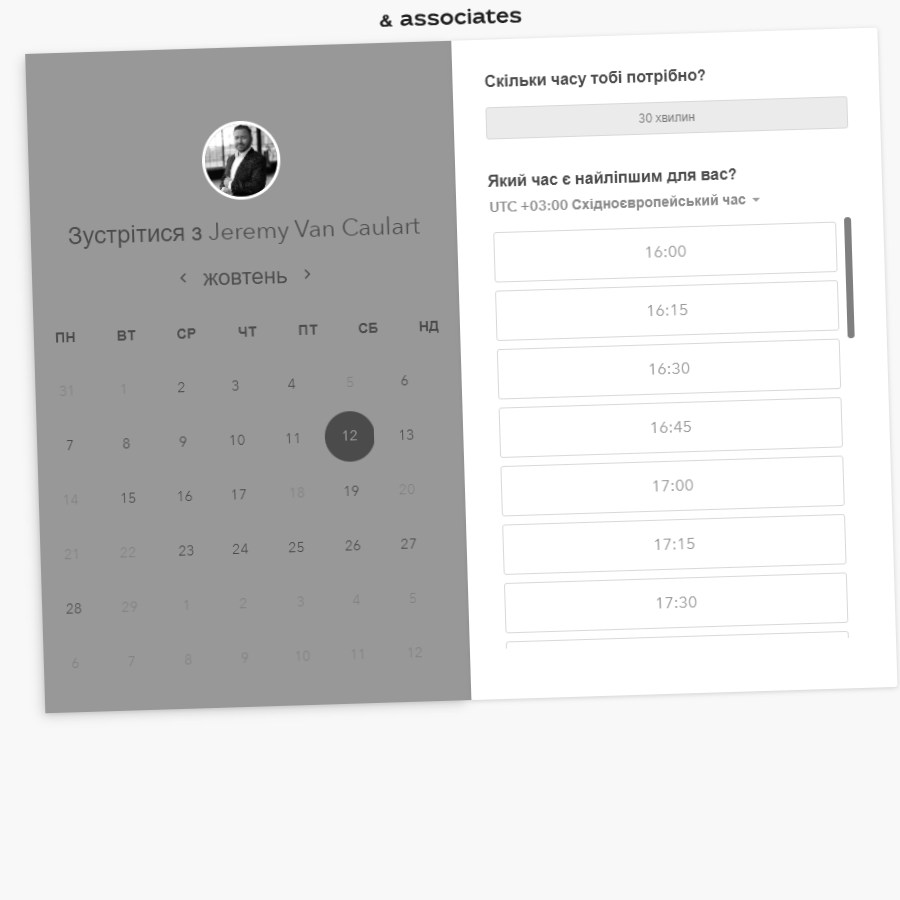 & associates
Зустрітися з Jeremy Van Caulart
жовтень
ПН ВТ СР ЧТ ПТ СБ НД
31 1 2 3 4 5 6
7 8 9 10 11 12 13
14 15 16 17 18 19 20
21 22 23 24 25 26 27
28 29 1 2 3 4 5
6 7 8 9 10 11 12
Скільки часу тобі потрібно?
30 хвилин
Який час є найліпшим для вас?
UTC +03:00 Східноєвропейський час
16:00
16:15
16:30
16:45
17:00
17:15
17:30